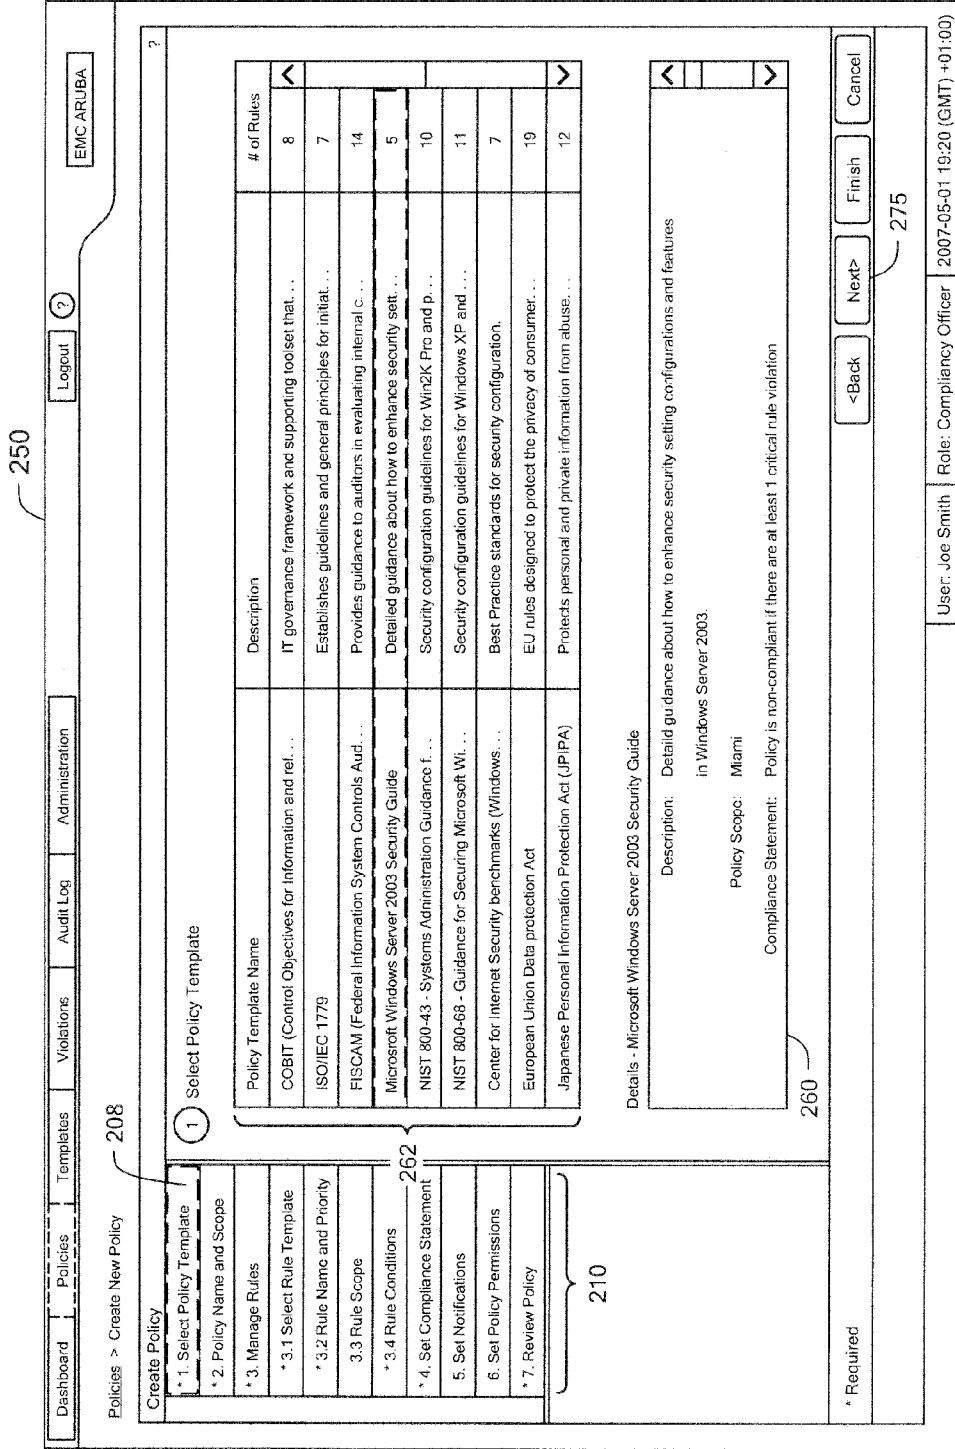 250
Dashboard Policies Templates Violations Audit Log Administration Logout ? EMC ARUBA
Policies > Create New Policy
208
Create Policy ?
* 1. Select Policy Template
* 2. Policy Name and Scope
* 3. Manage Rules
* 3.1 Select Rule Template
* 3.2 Rule Name and Priority
3.3 Rule Scope
* 3.4 Rule Conditions
* 4. Set Compliance Statement
5. Set Notifications
6. Set Policy Permissions
* 7. Review Policy
210
1 Select Policy Template
262
Policy Template Name Description # of Rules
COBIT (Control Objectives for Information and rel. . . IT governance framework and supporting toolset that. . . 8
ISO/IEC 1779 Establishes guidelines and general principles for initiat. . . 7
FISCAM (Federal Information System Controls Aud. . . Provides guidance to auditors in evaluating internal c. . . 14
Microsroft Windows Server 2003 Security Guide Detailed guidance about how to enhance security sett. . . 5
NIST 800-43 - Systems Administration Guidance f. . . Security configuration guidelines for Win2K Pro and p. . . 10
NIST 800-68 - Guidance for Securing Microsoft Wi. . . Security configuration guidelines for Windows XP and . . . 11
Center for Internet Security benchmarks (Windows. . . Best Practice standards for security configuration. 7
European Union Data protection Act EU rules designed to protect the privacy of consumer. . . 19
Japanese Personal Information Protection Act (JPIPA) Protects personal and private information from abuse. . . 12
Details - Microsoft Windows Server 2003 Security Guide
Description: Detaild guidance about how to enhance security setting configurations and features
in Windows Server 2003.
Policy Scope: Miami
Compliance Statement: Policy is non-compliant if there are at least 1 critical rule violation
260
* Required <Back Next> Finish Cancel
275
User: Joe Smith Role: Compliancy Officer 2007-05-01 19:20 (GMT) +01:00)